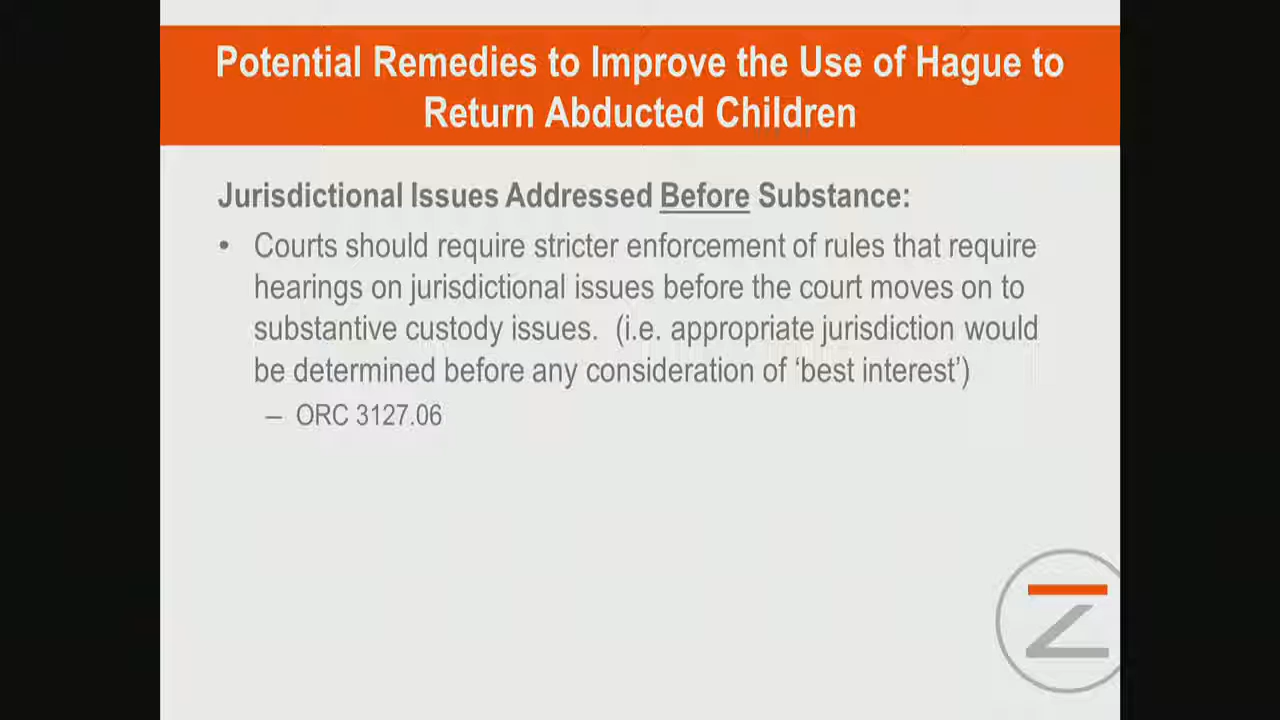 Potential Remedies to Improve the Use of Hague to
Return Abducted Children
Jurisdictional Issues Addressed Before Substance:
• Courts should require stricter enforcement of rules that require
hearings on jurisdictional issues before the court moves on to
substantive custody issues. (i.e. appropriate jurisdiction would
be determined before any consideration of ‘best interest’)
– ORC 3127.06